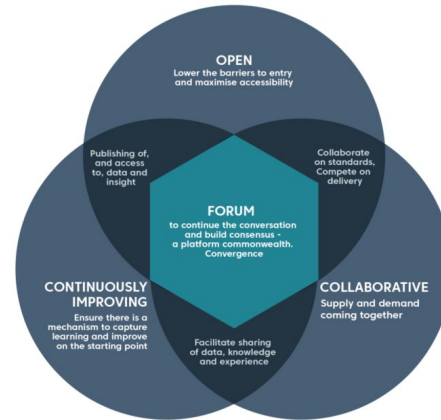 OPEN
Lower the barriers to entry
and maximise accessibility
Publishing of,
and access
to, data and
insight
Collaborate
on standards,
Compete on
delivery
FORUM
to continue the conversation
and build consensus -
a platform commonwealth.
Convergence
CONTINUOUSLY
IMPROVING
Ensure there is a
mechanism to capture
learning and improve
on the starting point
COLLABORATIVE
Supply and demand
coming together
Facilitate sharing
of data, knowledge
and experience